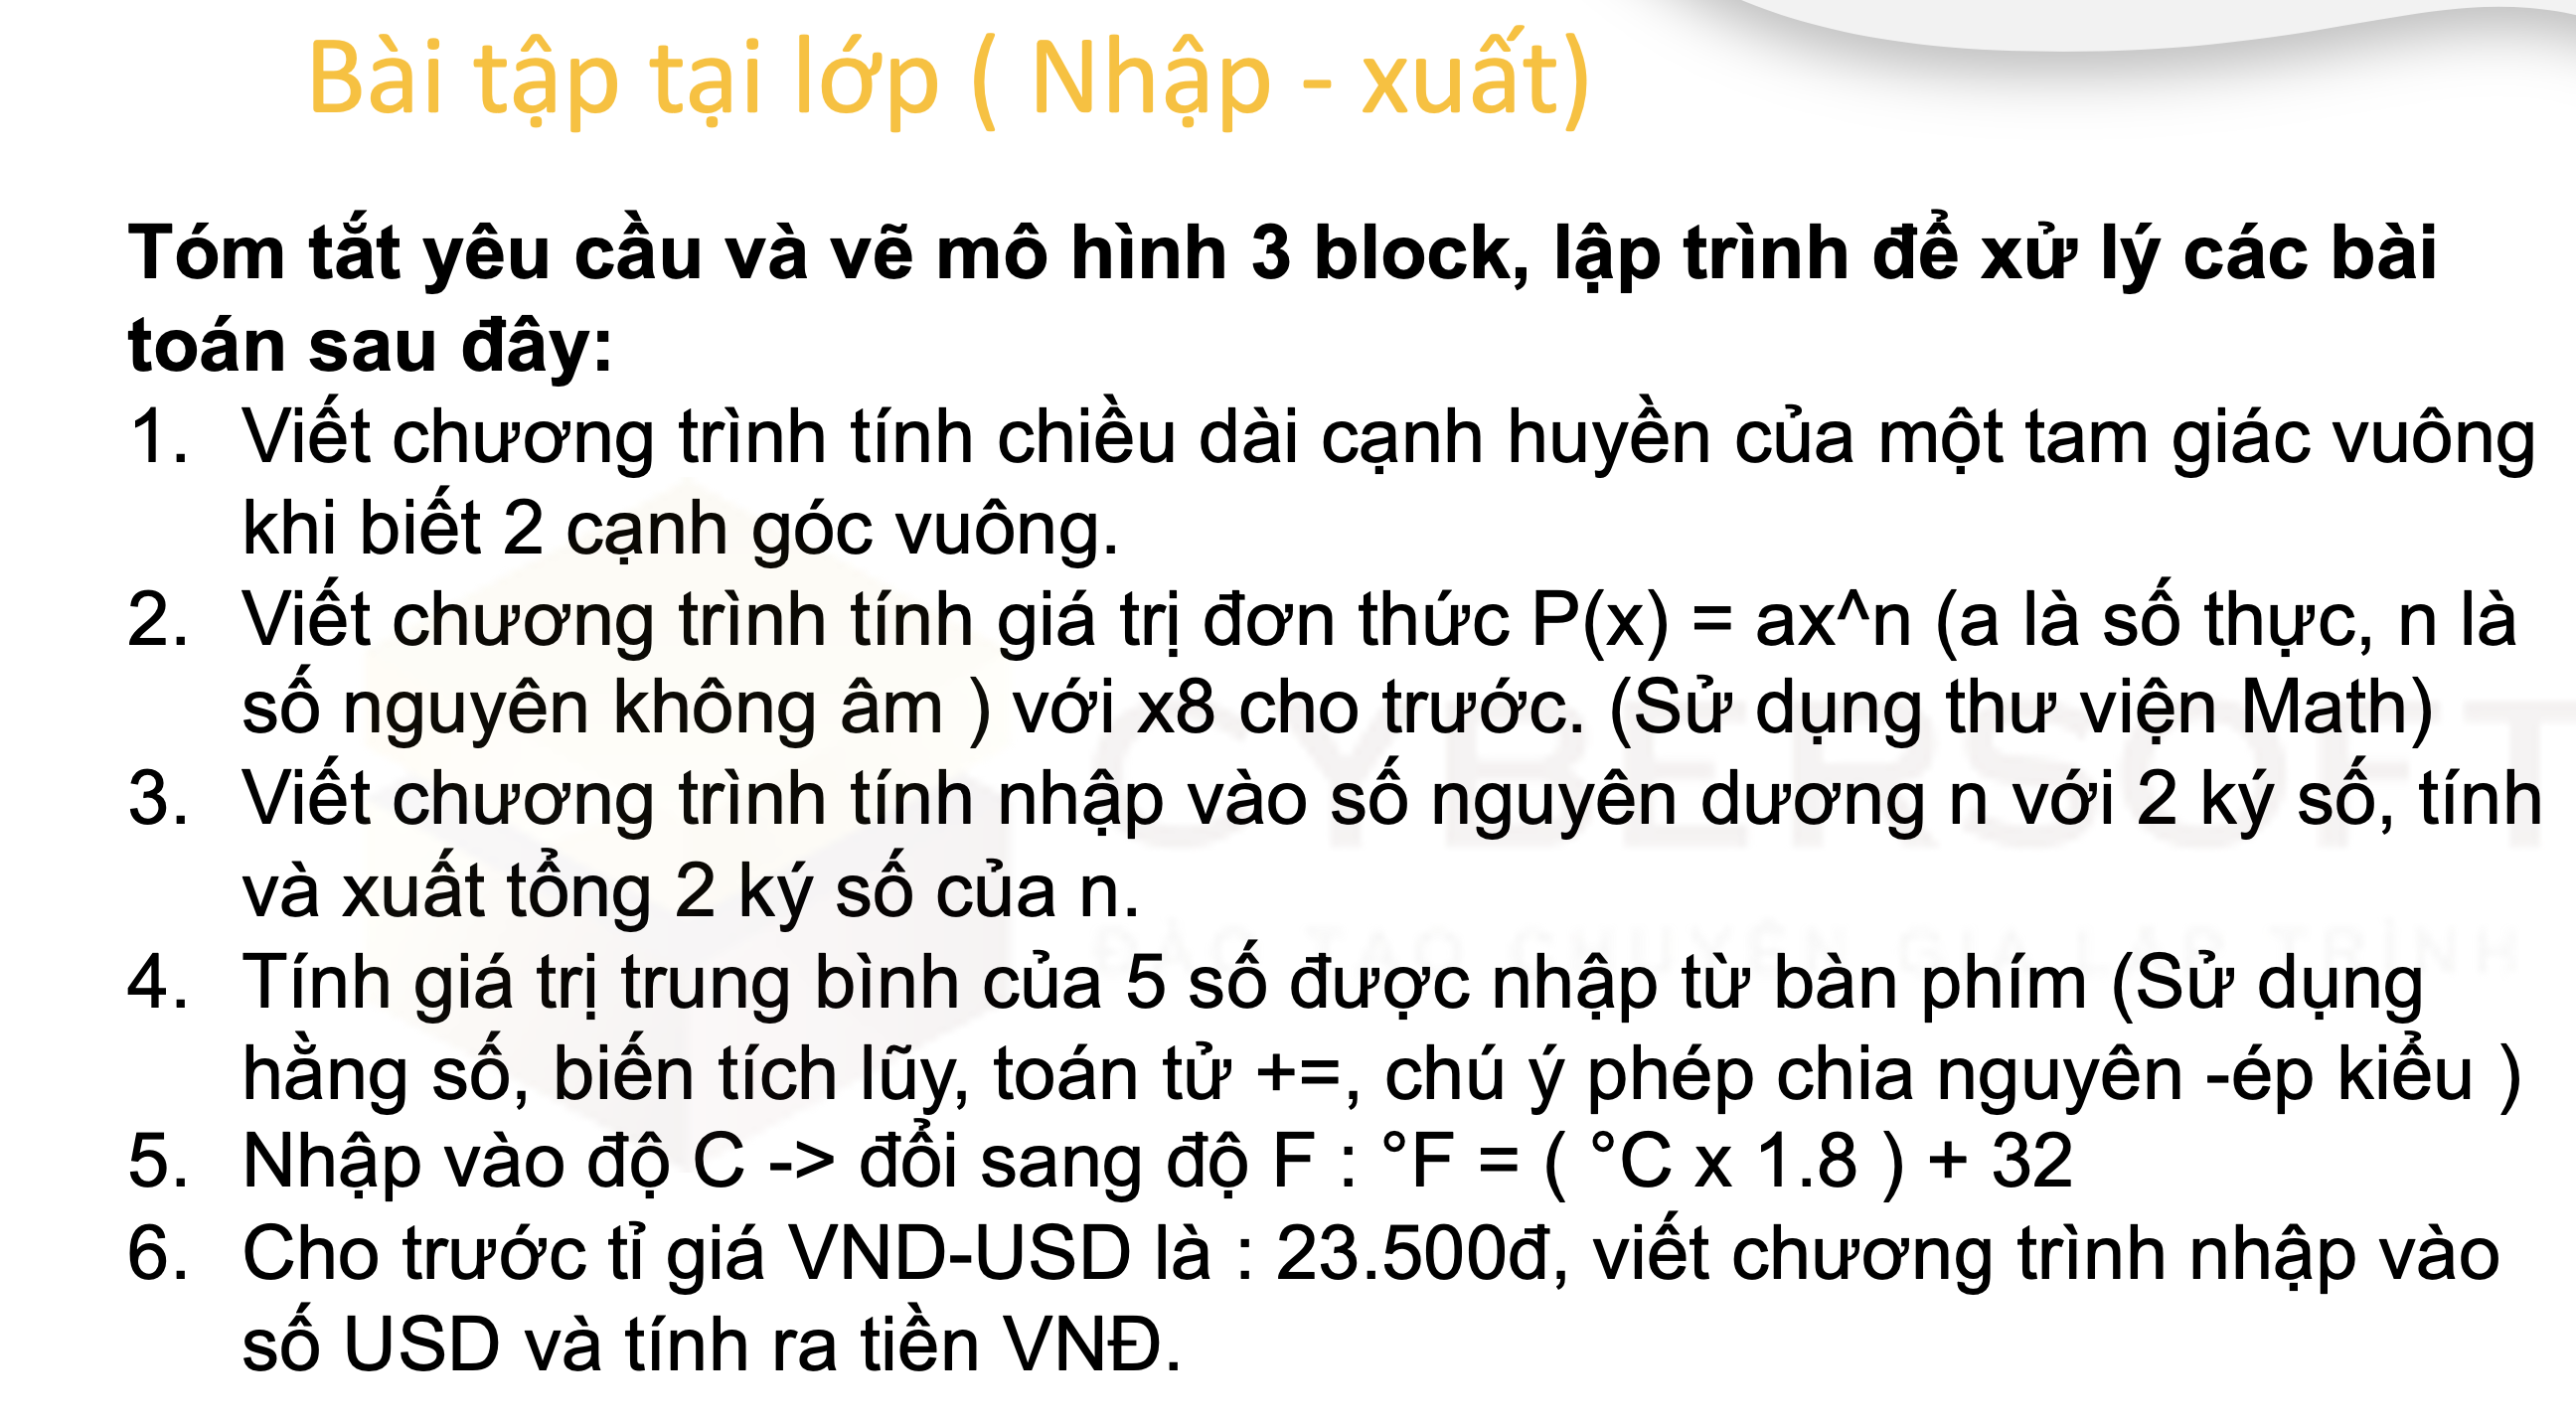 Bài tập tại lớp ( Nhập - xuất)
Tóm tắt yêu cầu và vẽ mô hình 3 block, lập trình để xử lý các bài
toán sau đây:
1. Viết chương trình tính chiều dài cạnh huyền của một tam giác vuông
khi biết 2 cạnh góc vuông.
2. Viết chương trình tính giá trị đơn thức P(x) = ax^n (a là số thực, n là
số nguyên không âm ) với x8 cho trước. (Sử dụng thư viện Math)
3. Viết chương trình tính nhập vào số nguyên dương n với 2 ký số, tính
và xuất tổng 2 ký số của n.
4. Tính giá trị trung bình của 5 số được nhập từ bàn phím (Sử dụng
hằng số, biến tích lũy, toán tử +=, chú ý phép chia nguyên -ép kiểu )
5. Nhập vào độ C -> đổi sang độ F : °F = ( °C x 1.8 ) + 32
6. Cho trước tỉ giá VND-USD là : 23.500đ, viết chương trình nhập vào
số USD và tính ra tiền VNĐ.
CYBERSOFT
ĐÀO TẠO CHUYÊN GIA LẬP TRÌNH